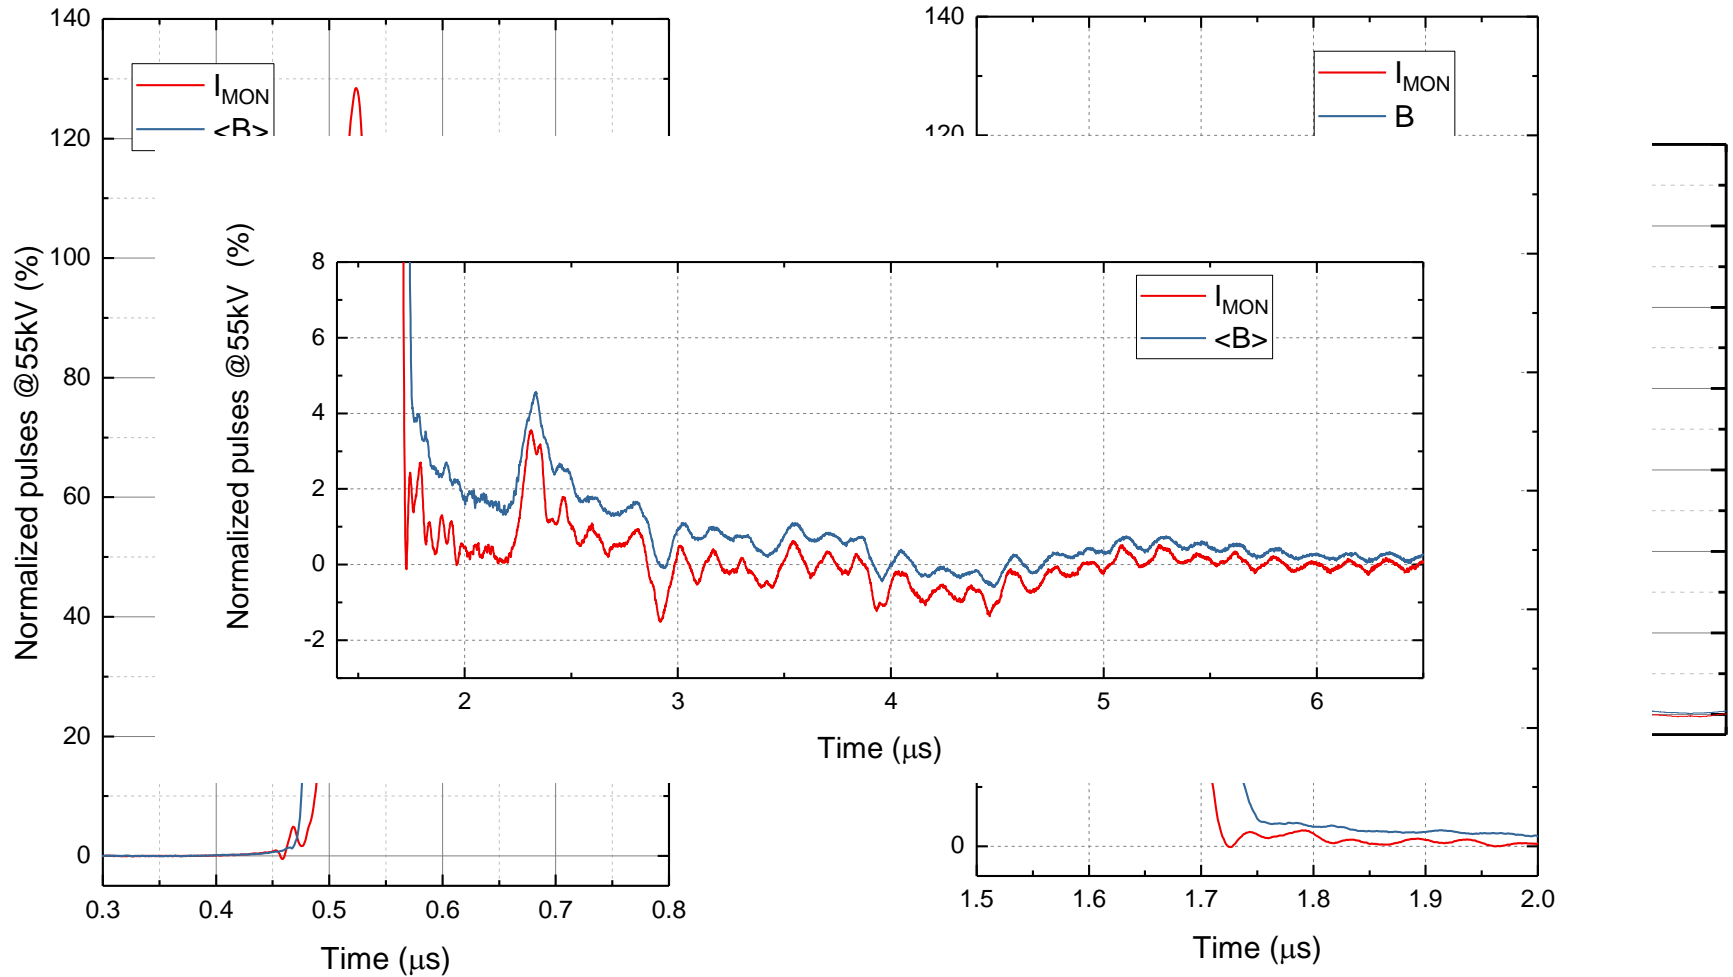 140
120
100
80
60
40
20
0
Normalized pulses @55kV (%)
I_MON
<B>
0.3 0.4 0.5 0.6 0.7 0.8
Time (μs)
140
120
I_MON
B
0
1.5 1.6 1.7 1.8 1.9 2.0
Time (μs)
8
6
4
2
0
-2
Normalized pulses @55kV (%)
I_MON
<B>
2 3 4 5 6
Time (μs)